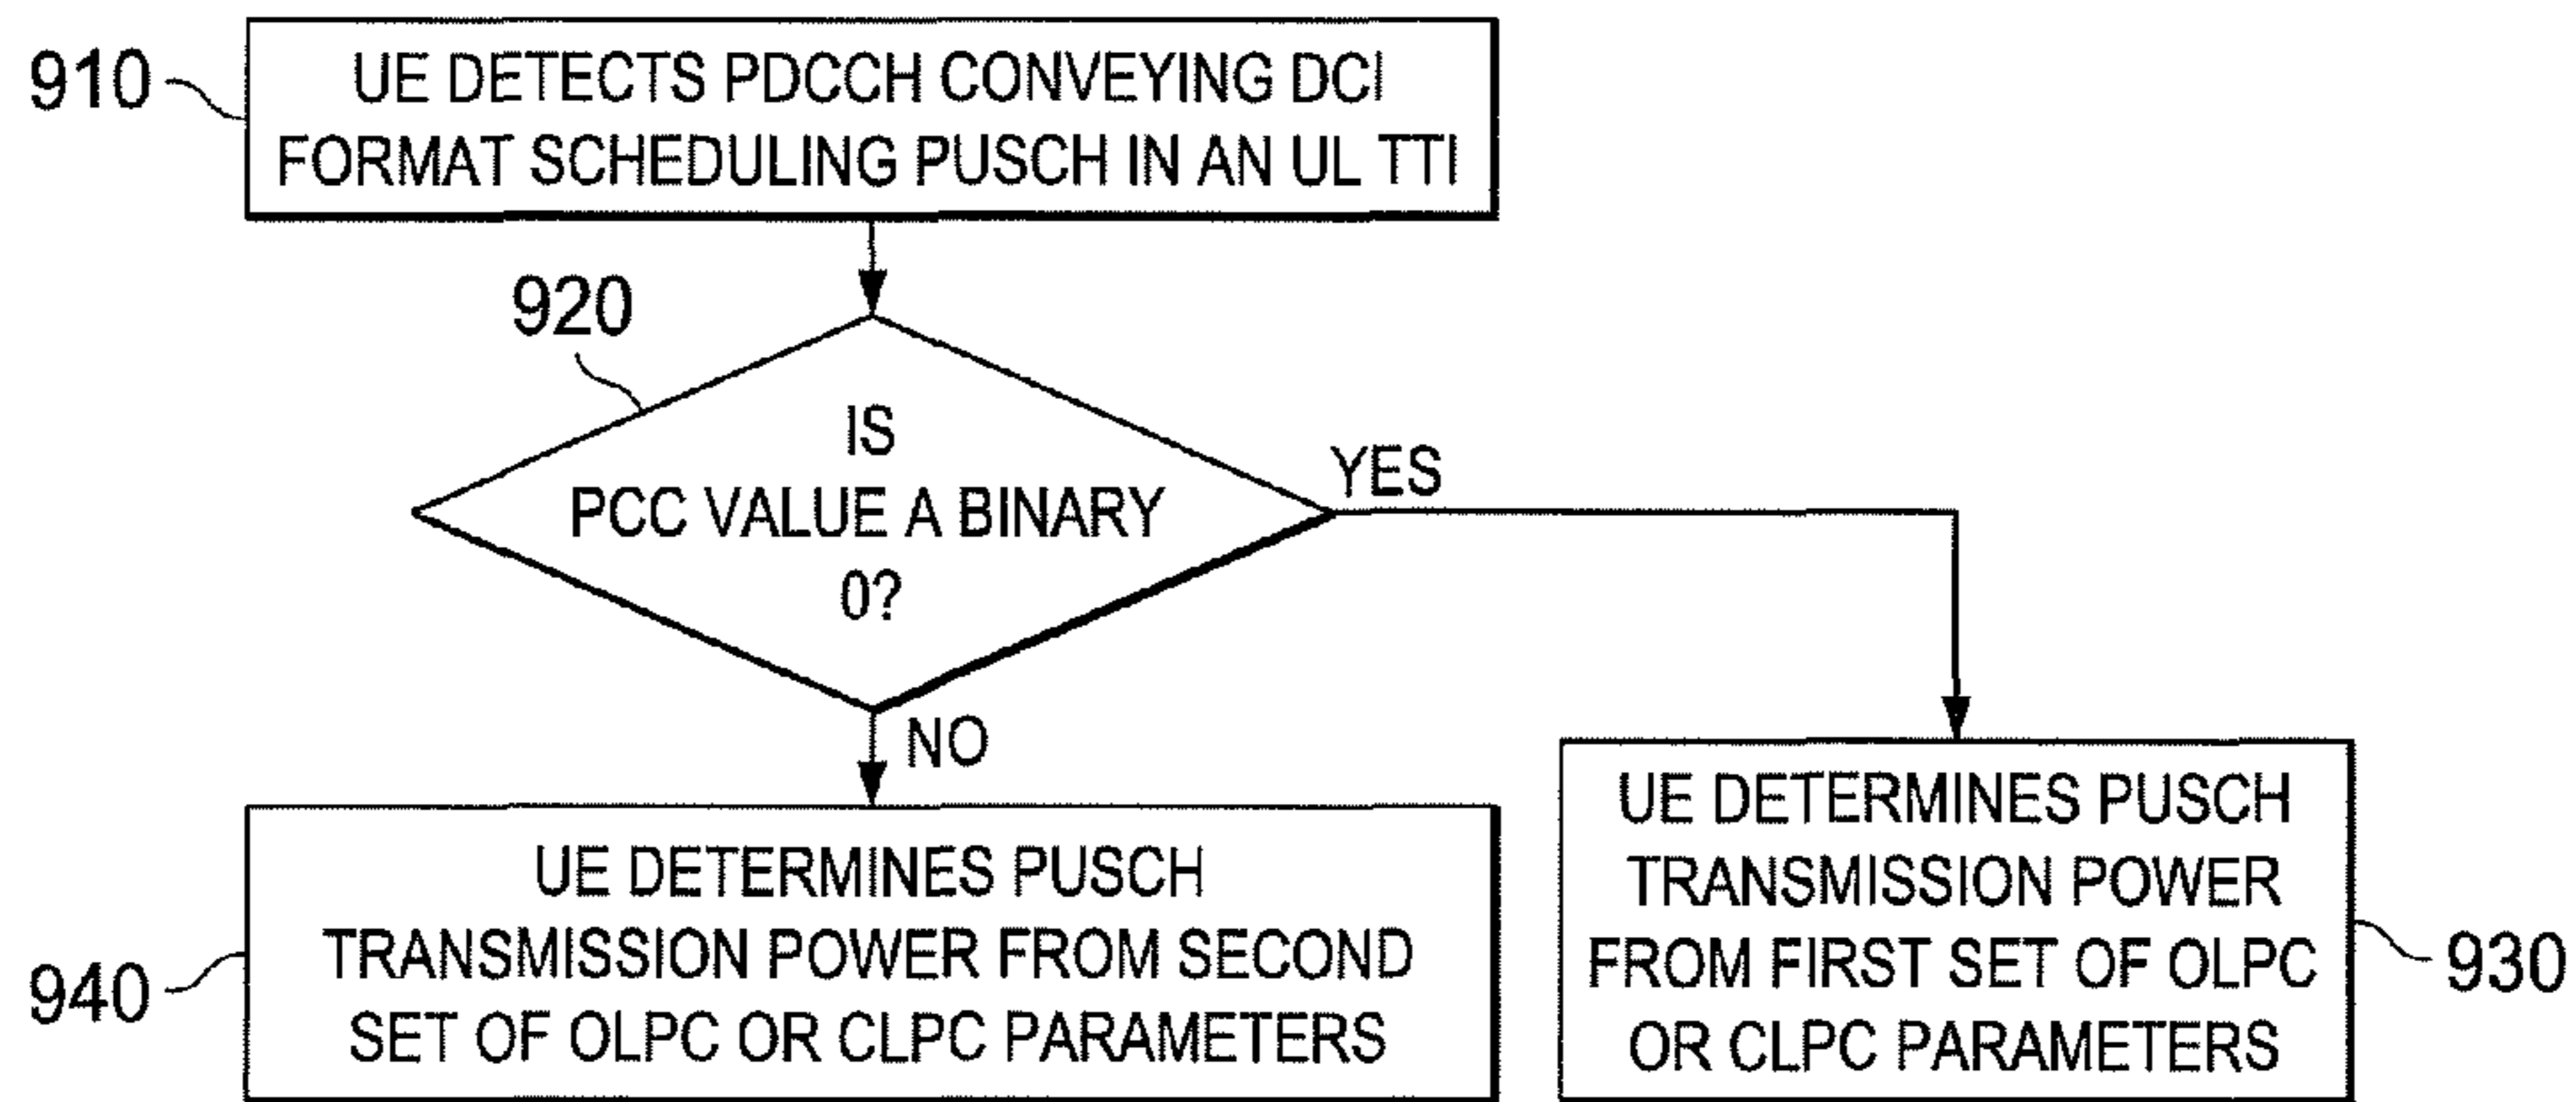 910
UE DETECTS PDCCH CONVEYING DCI
FORMAT SCHEDULING PUSCH IN AN UL TTI
920
IS
PCC VALUE A BINARY
0?
YES
NO
UE DETERMINES PUSCH
TRANSMISSION POWER
FROM FIRST SET OF OLPC
OR CLPC PARAMETERS
930
940
UE DETERMINES PUSCH
TRANSMISSION POWER FROM SECOND
SET OF OLPC OR CLPC PARAMETERS